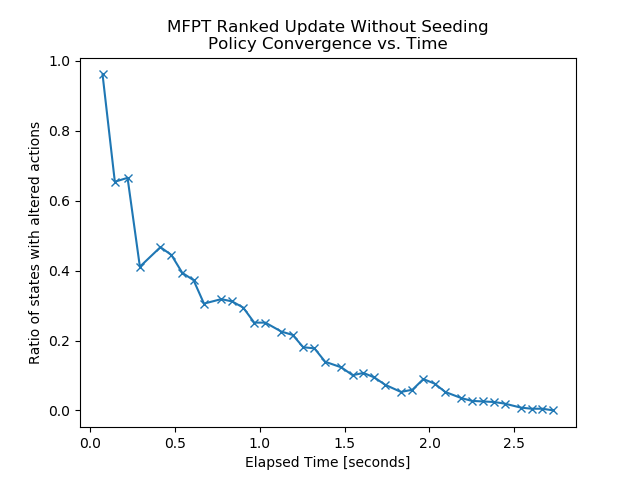 MFPT Ranked Update Without Seeding
Policy Convergence vs. Time
Ratio of states with altered actions
1.0
0.8
0.6
0.4
0.2
0.0
0.0 0.5 1.0 1.5 2.0 2.5
Elapsed Time [seconds]